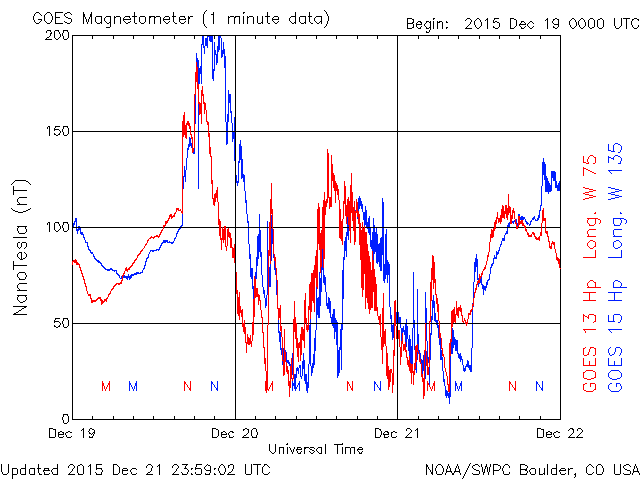 GOES Magnetometer (1 minute data)
Begin: 2015 Dec 19 0000 UTC
200
150
100
50
0
NanoTesla (nT)
M M N N M M N N M M N N
Dec 19 Dec 20 Dec 21 Dec 22
Universal Time
GOES 13 Hp Long. W 75
GOES 15 Hp Long. W 135
Updated 2015 Dec 21 23:59:02 UTC
NOAA/SWPC Boulder, CO USA